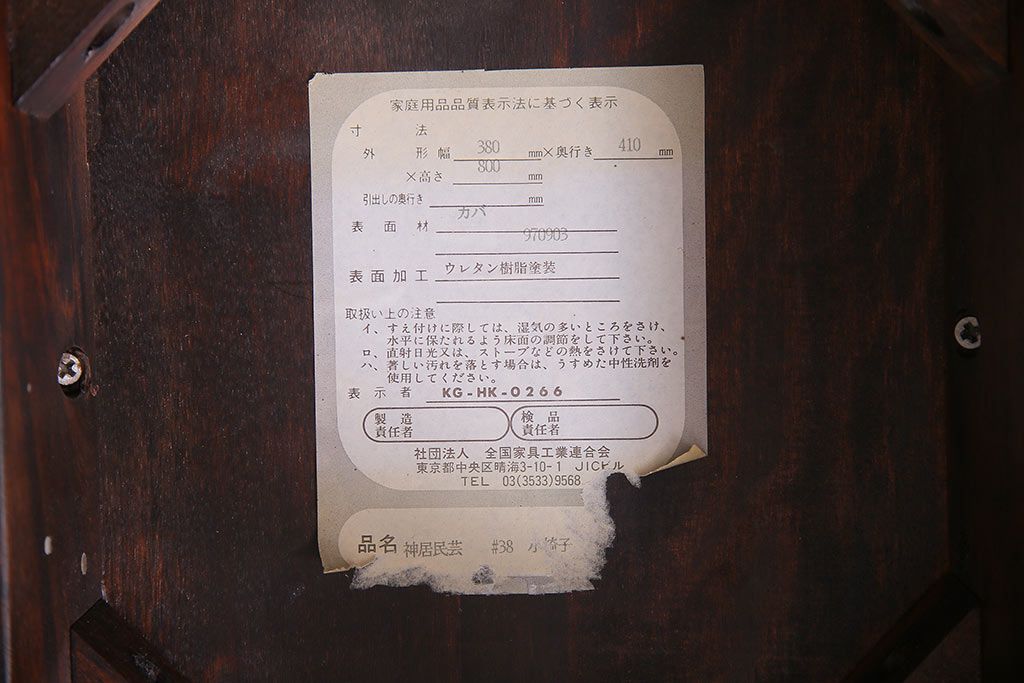 家庭用品品質表示法に基づく表示
寸法
外形幅 380 mm×奥行き 410 mm
×高さ 800 mm
引出しの奥行き mm
表面材 カバ
970903
表面加工 ウレタン樹脂塗装
取扱い上の注意
イ、すえ付けに際しては、湿気の多いところをさけ、
水平に保たれるよう床面の調節をして下さい。
ロ、直射日光又は、ストーブなどの熱をさけて下さい。
ハ、著しい汚れを落とす場合は、うすめた中性洗剤を
使用してください。
表示者 KG-HK-0266
製造 責任者
検品 責任者
社団法人 全国家具工業連合会
東京都中央区晴海3-10-1 JICビル
TEL 03(3533)9568
品名 神居民芸 #38 小椅子